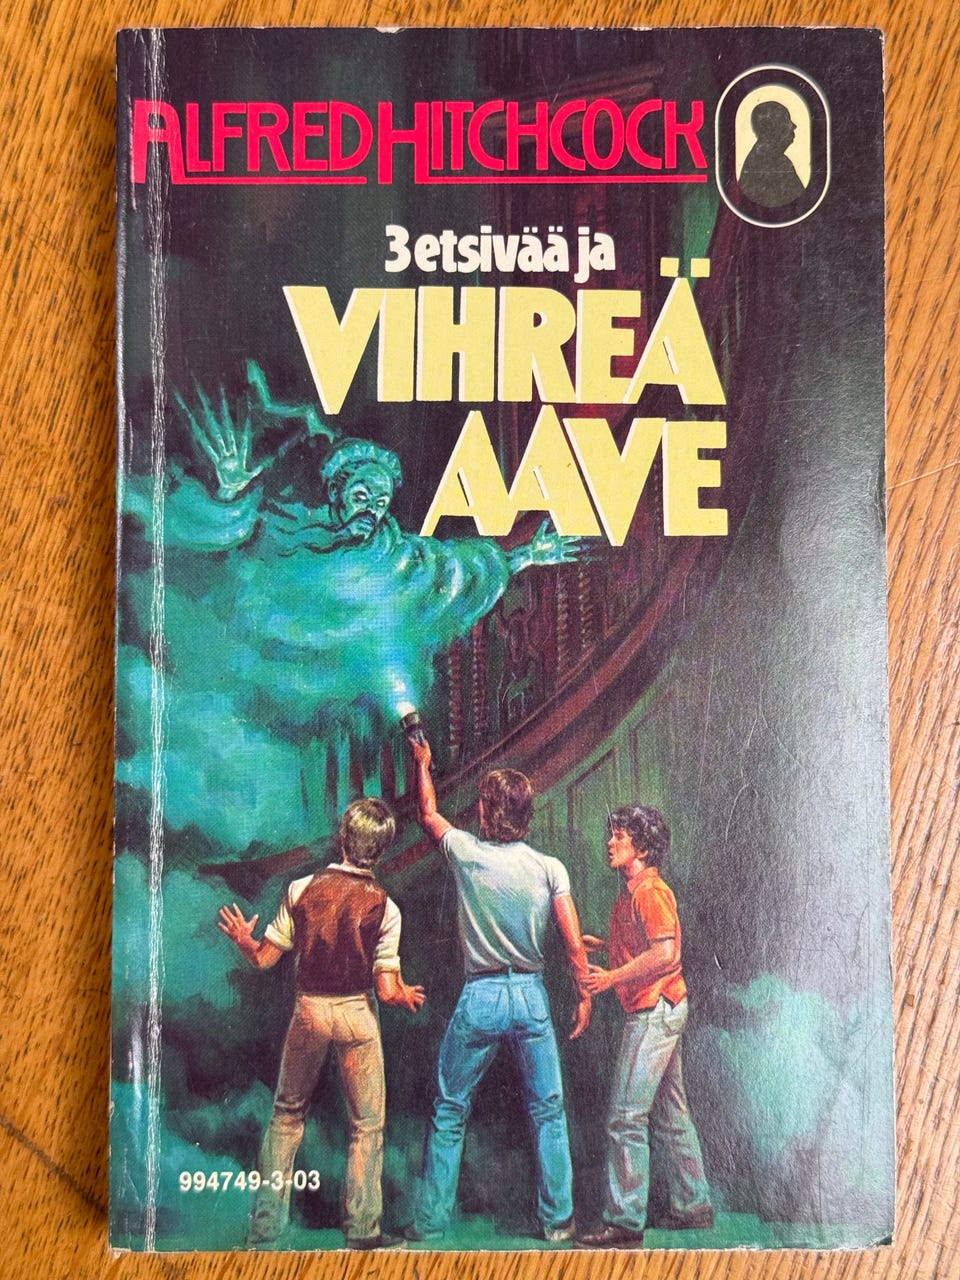 ALFRED HITCHCOCK
3 etsivää ja
VIHREÄ
AAVE
994749-3-03